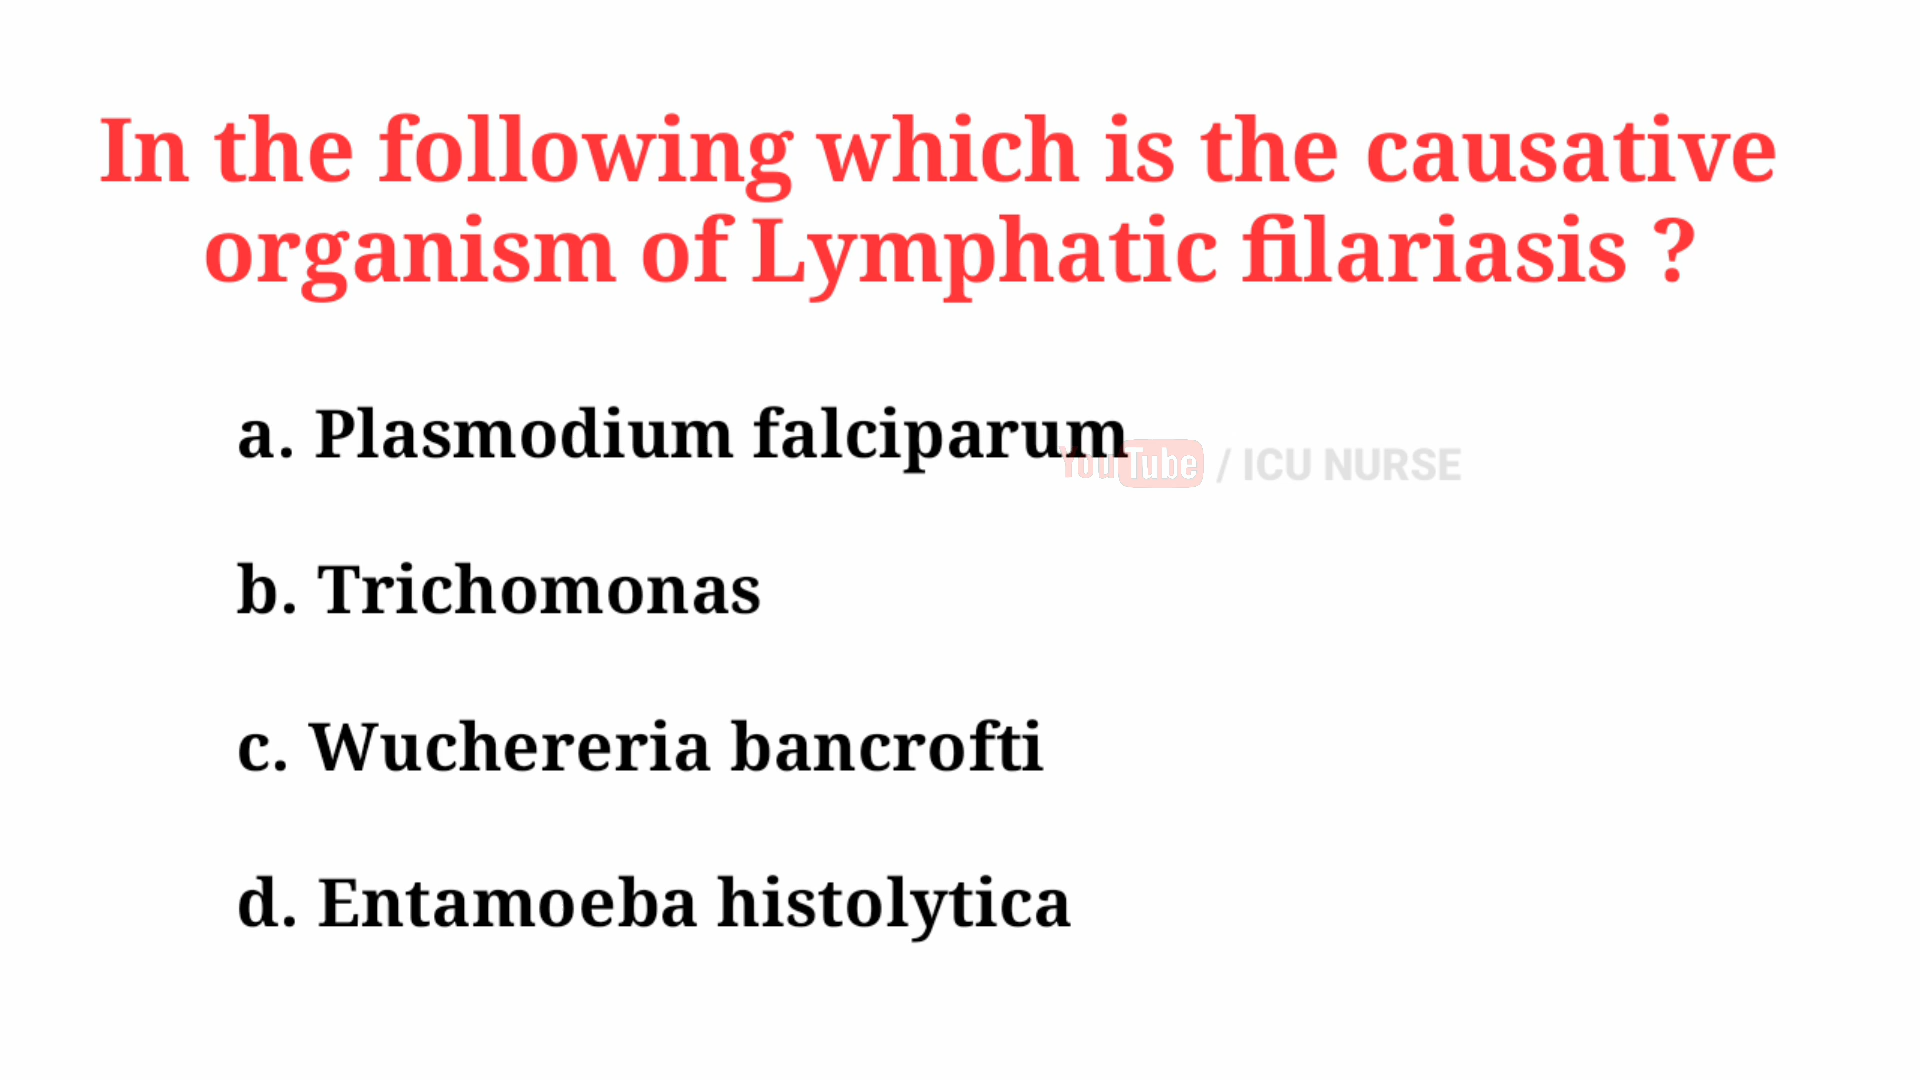 In the following which is the causative
organism of Lymphatic filariasis ?
a. Plasmodium falciparum
YouTube / ICU NURSE
b. Trichomonas
c. Wuchereria bancrofti
d. Entamoeba histolytica